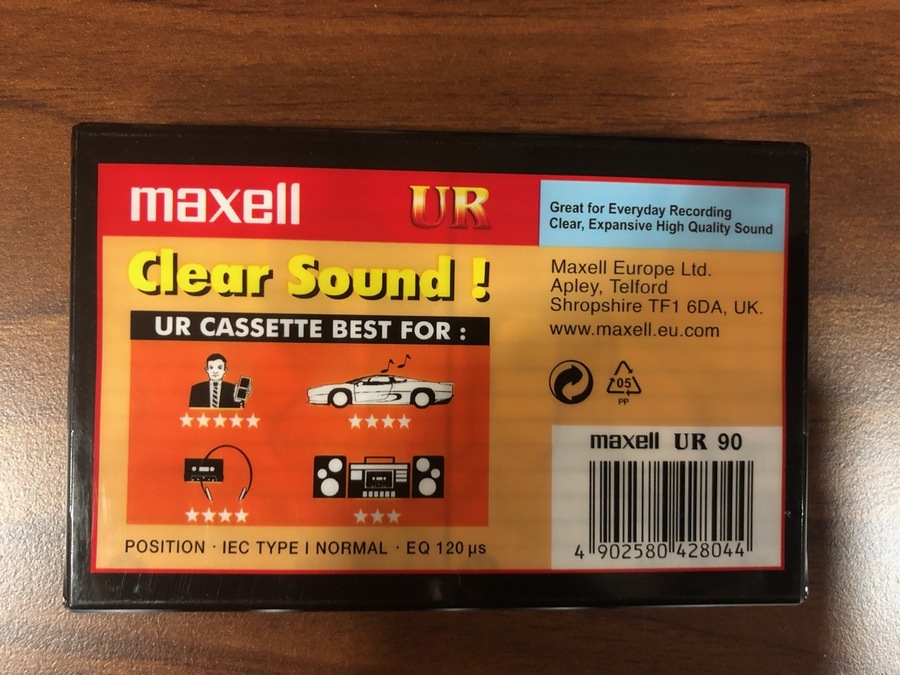 maxell UR
Great for Everyday Recording
Clear, Expansive High Quality Sound
Clear Sound !
UR CASSETTE BEST FOR :
POSITION · IEC TYPE I NORMAL · EQ 120 µs
Maxell Europe Ltd.
Apley, Telford
Shropshire TF1 6DA, UK.
www.maxell.eu.com
05
PP
maxell UR 90
4 902580 428044